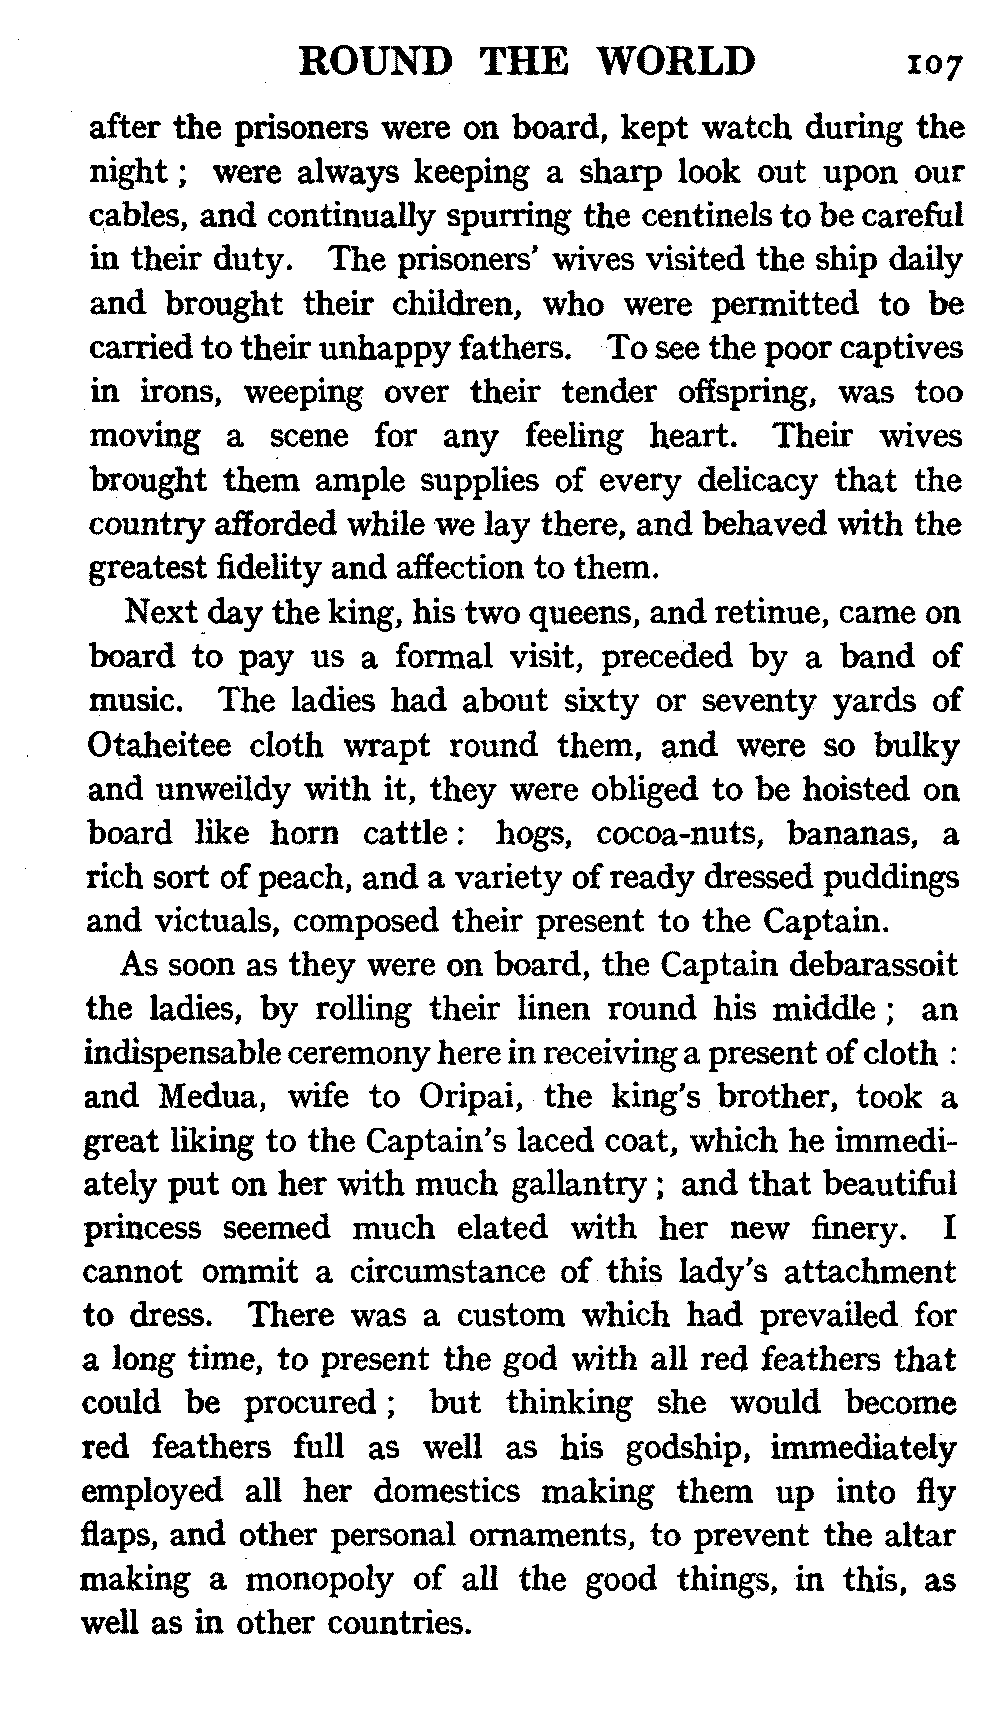 ROUND THE WORLD 107
after the prisoners were on board, kept watch during the
night ; were always keeping a sharp look out upon our
cables, and continually spurring the centinels to be careful
in their duty. The prisoners' wives visited the ship daily
and brought their children, who were permitted to be
carried to their unhappy fathers. To see the poor captives
in irons, weeping over their tender offspring, was too
moving a scene for any feeling heart. Their wives
brought them ample supplies of every delicacy that the
country afforded while we lay there, and behaved with the
greatest fidelity and affection to them.
Next day the king, his two queens, and retinue, came on
board to pay us a formal visit, preceded by a band of
music. The ladies had about sixty or seventy yards of
Otaheitee cloth wrapt round them, and were so bulky
and unweildy with it, they were obliged to be hoisted on
board like horn cattle : hogs, cocoa-nuts, bananas, a
rich sort of peach, and a variety of ready dressed puddings
and victuals, composed their present to the Captain.
As soon as they were on board, the Captain debarassoit
the ladies, by rolling their linen round his middle ; an
indispensable ceremony here in receiving a present of cloth :
and Medua, wife to Oripai, the king's brother, took a
great liking to the Captain's laced coat, which he immedi-
ately put on her with much gallantry ; and that beautiful
princess seemed much elated with her new finery. I
cannot ommit a circumstance of this lady's attachment
to dress. There was a custom which had prevailed for
a long time, to present the god with all red feathers that
could be procured ; but thinking she would become
red feathers full as well as his godship, immediately
employed all her domestics making them up into fly
flaps, and other personal ornaments, to prevent the altar
making a monopoly of all the good things, in this, as
well as in other countries.